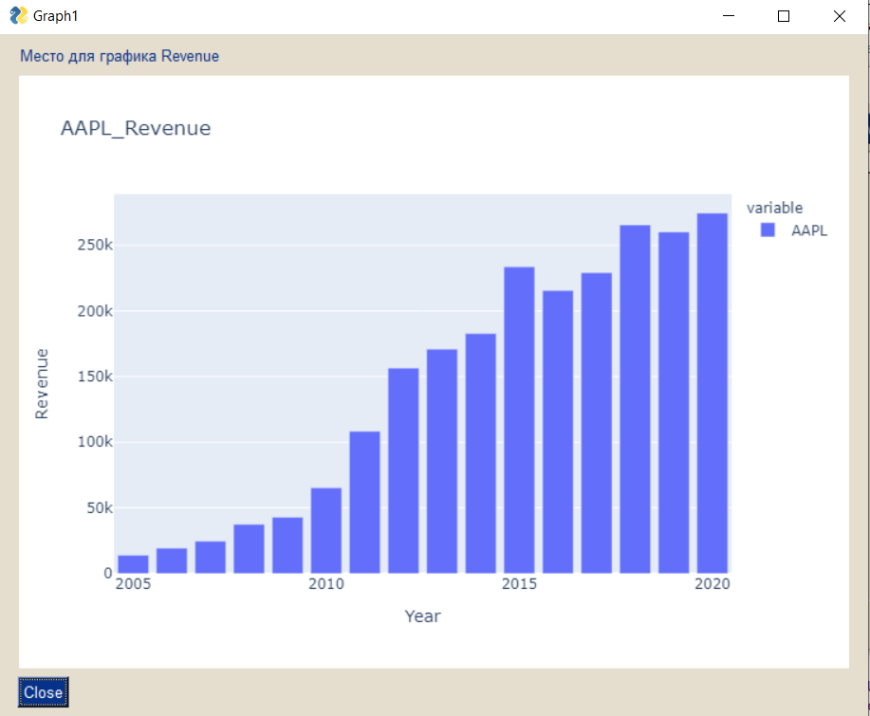 Graph1
Место для графика Revenue
AAPL_Revenue
variable
AAPL
250k
200k
150k
100k
50k
0
Revenue
2005 2010 2015 2020
Year
Close